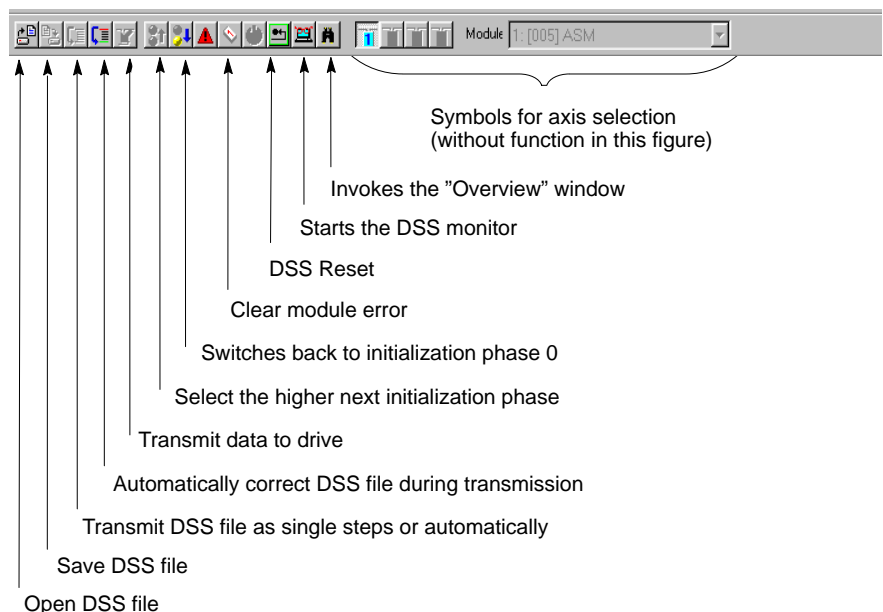 Module 1: [005] ASM
Symbols for axis selection
(without function in this figure)
Invokes the "Overview" window
Starts the DSS monitor
DSS Reset
Clear module error
Switches back to initialization phase 0
Select the higher next initialization phase
Transmit data to drive
Automatically correct DSS file during transmission
Transmit DSS file as single steps or automatically
Save DSS file
Open DSS file